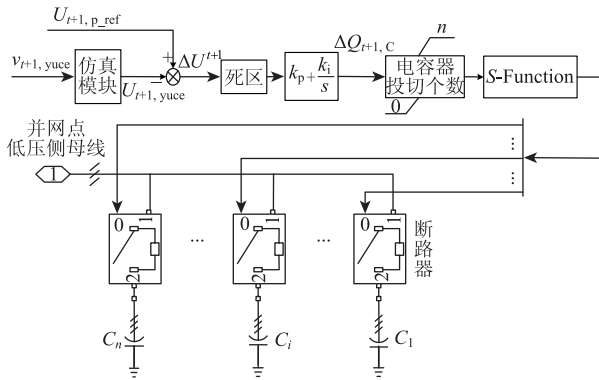 U_{t+1, p_ref}
v_{t+1, yuce}
仿真
模块
+
−
U_{t+1, yuce}
ΔU^{t+1}
死区
k_p + k_i/s
ΔQ_{t+1, C}
n
电容器
投切个数
0
S-Function
并网点
低压侧母线
1
0 1 2
...
0 1 2
...
0 1 2
断路器
...
...
C_n
C_i
C_1